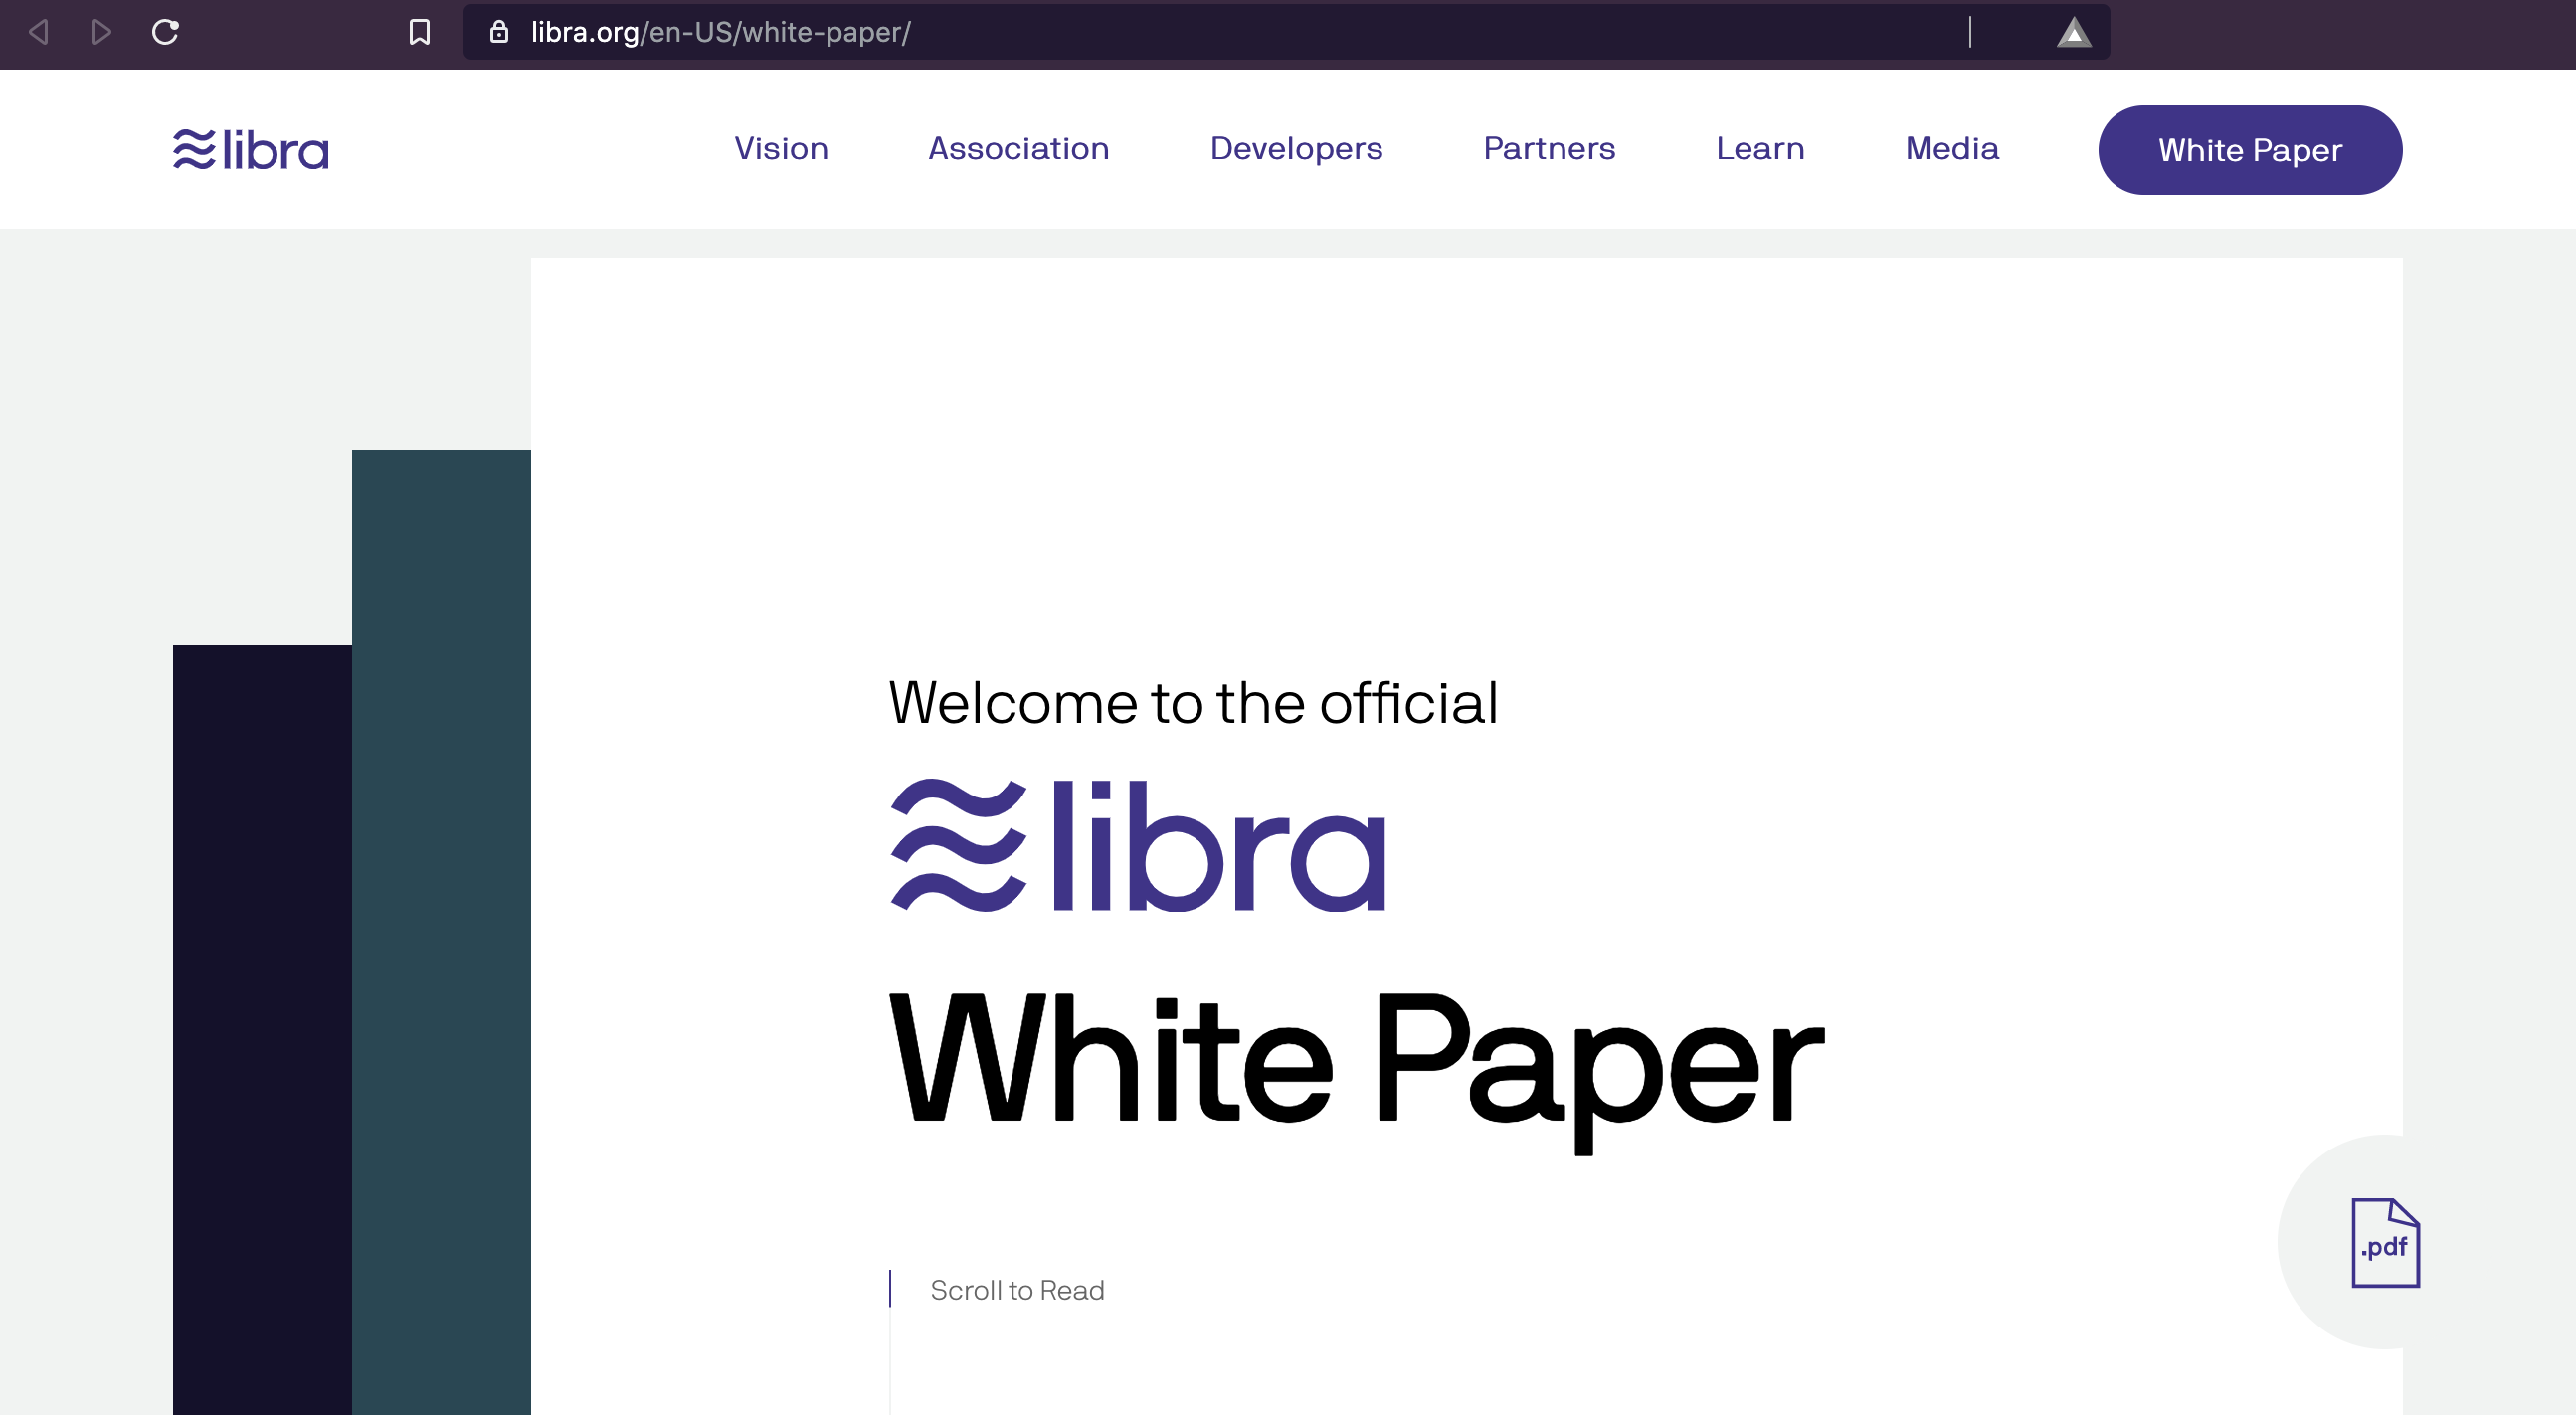 libra.org/en-US/white-paper/
libra
Vision
Association
Developers
Partners
Learn
Media
White Paper
Welcome to the official
libra
White Paper
Scroll to Read
.pdf